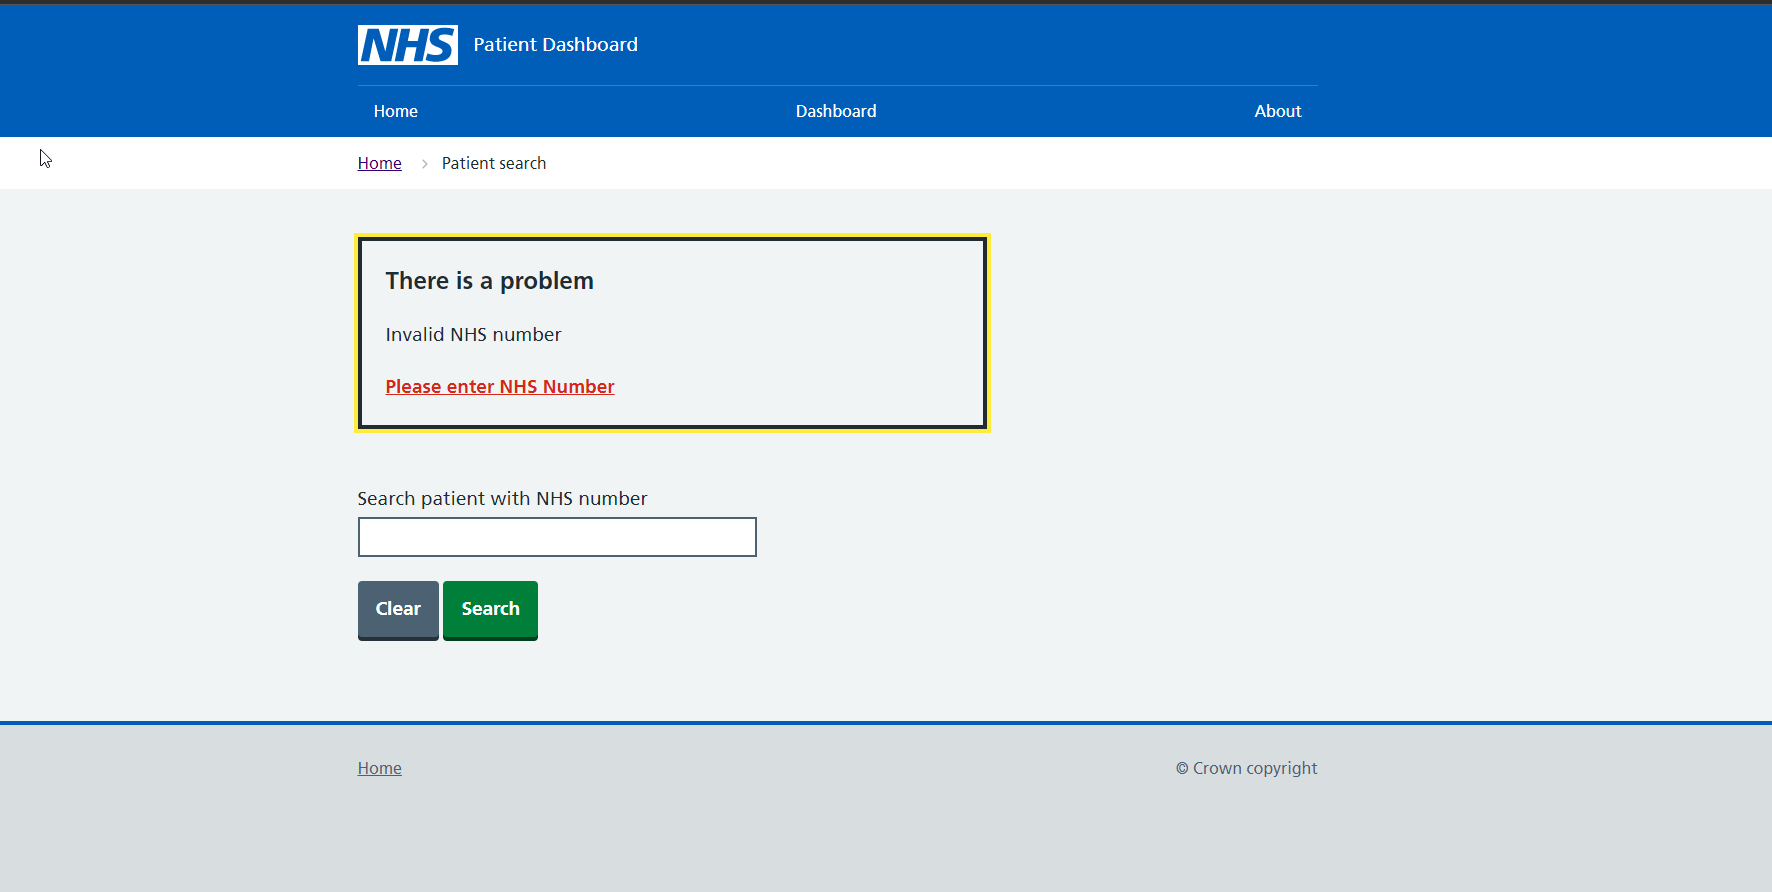 NHS Patient Dashboard
Home Dashboard About
Home > Patient search
There is a problem
Invalid NHS number
Please enter NHS Number
Search patient with NHS number
Clear Search
Home © Crown copyright